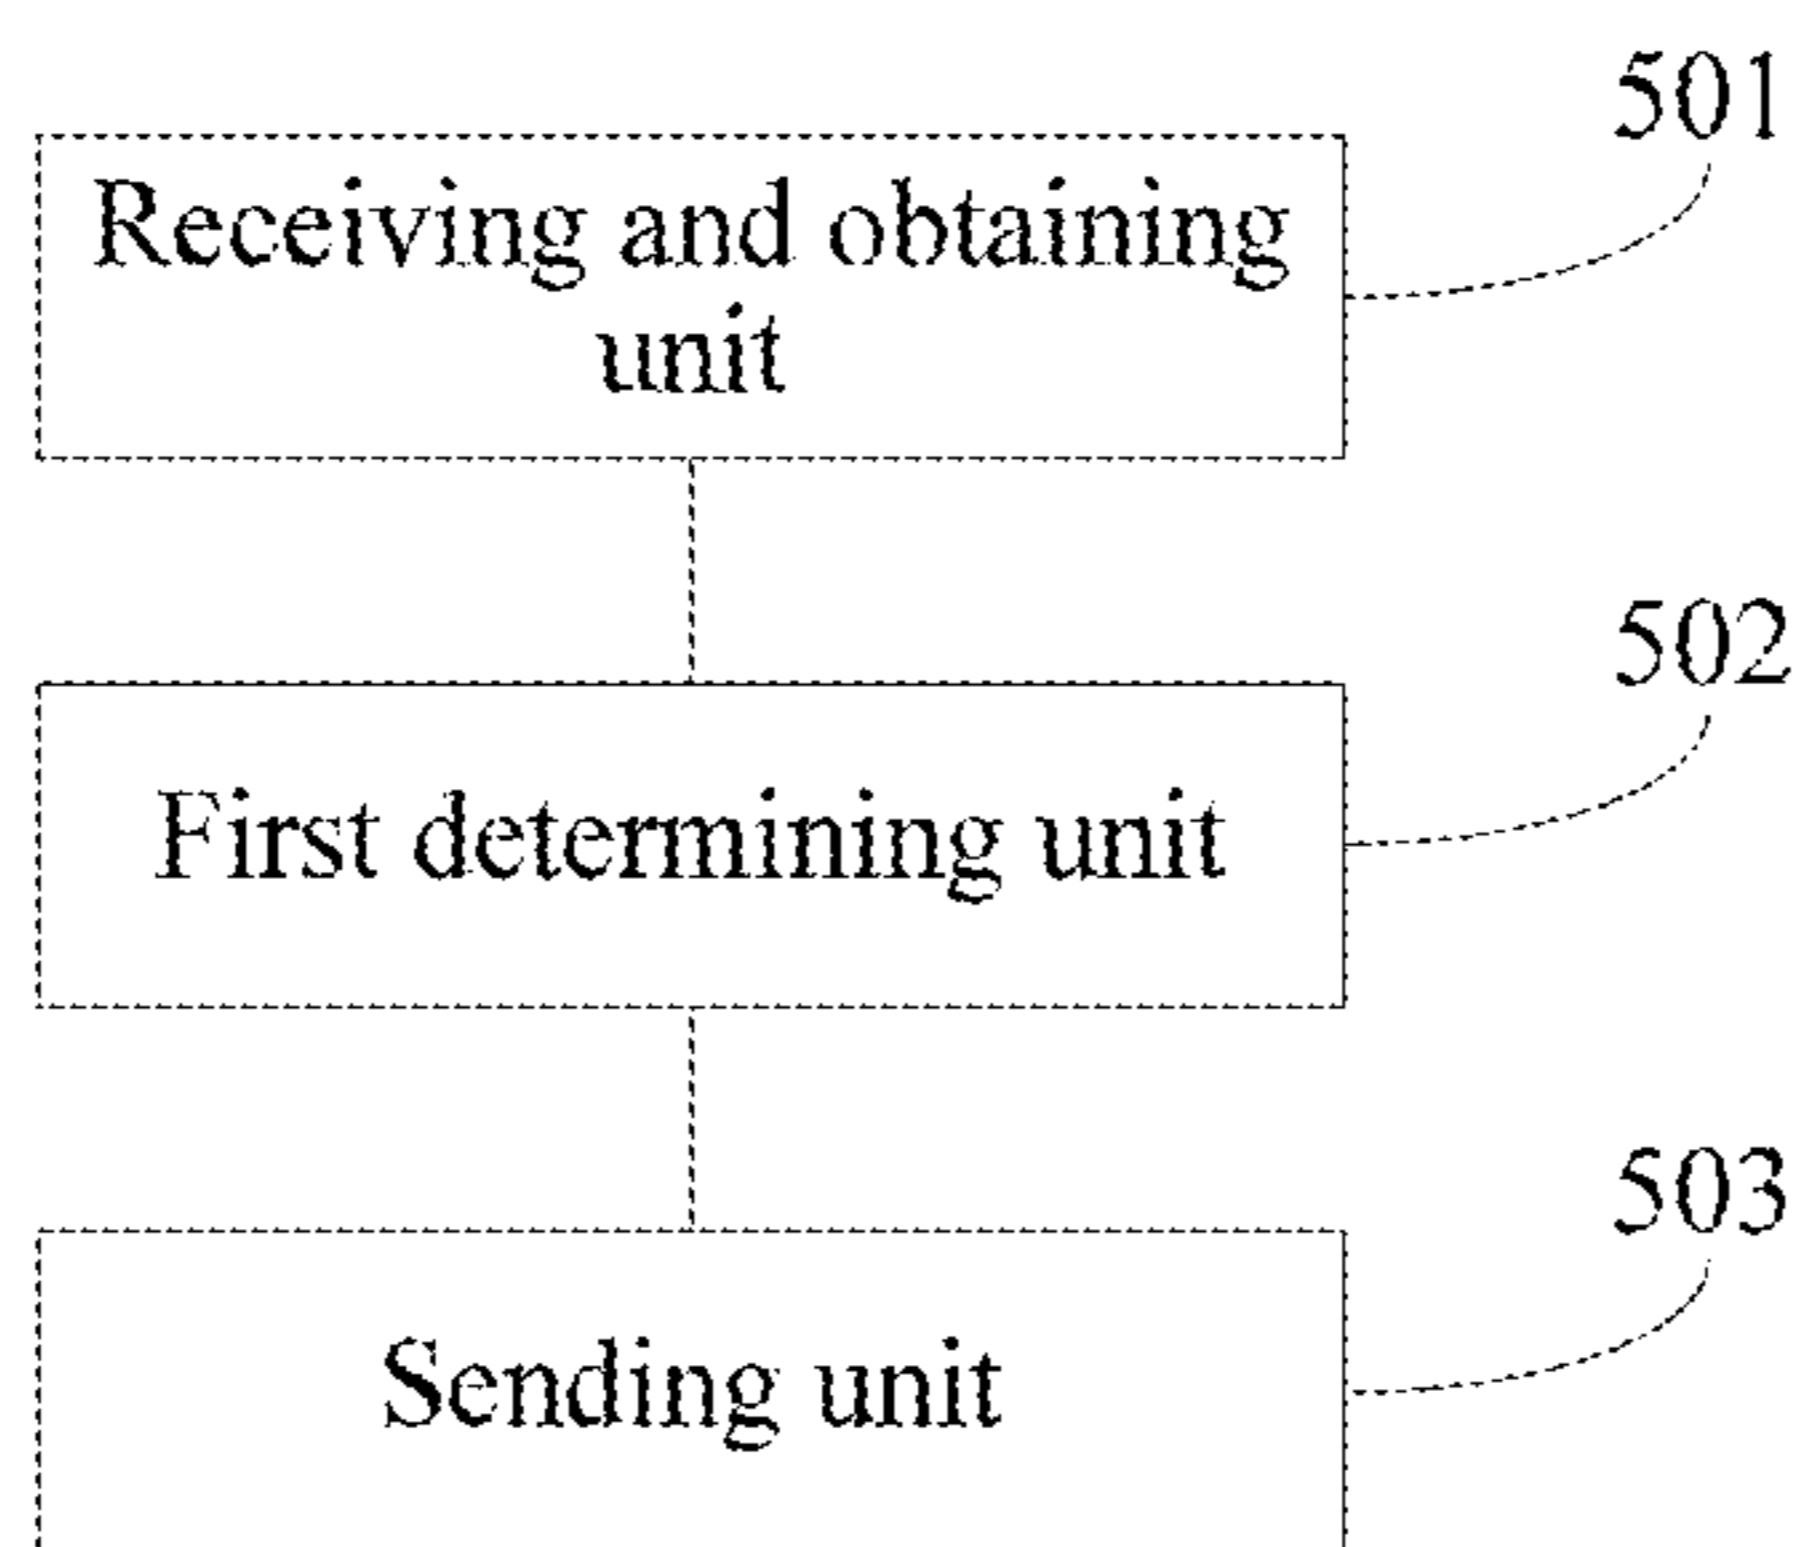 501
Receiving and obtaining
unit
502
First determining unit
503
Sending unit